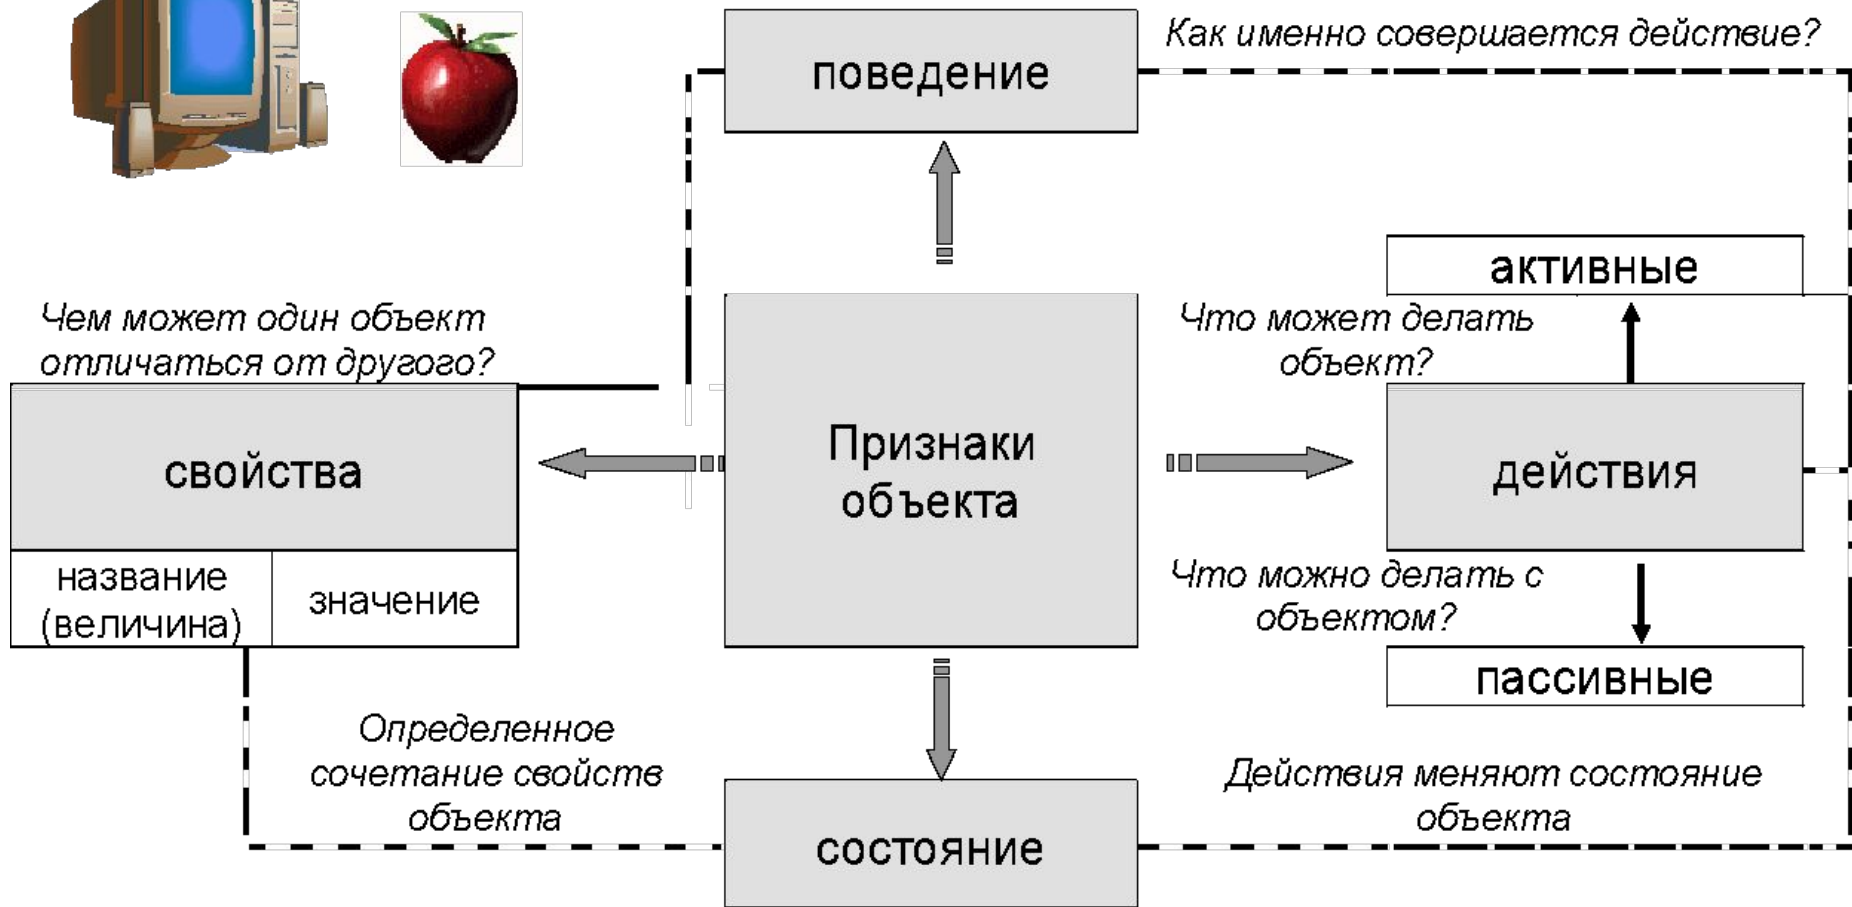 Как именно совершается действие?
поведение
активные
Чем может один объект
отличаться от другого?
Что может делать
объект?
свойства
Признаки
объекта
действия
название
(величина)
значение
Что можно делать с
объектом?
пассивные
Определенное
сочетание свойств
объекта
Действия меняют состояние
объекта
состояние